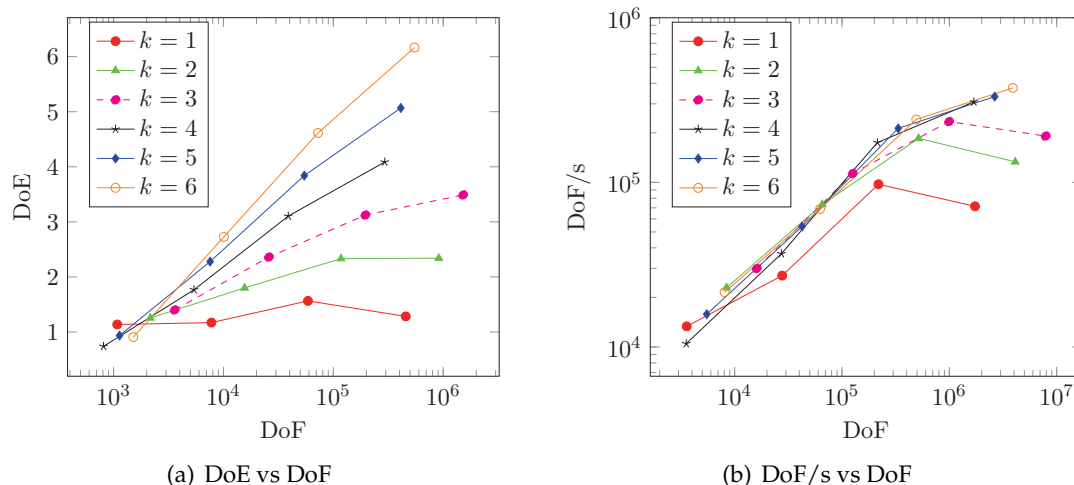 6
5
4
3
2
1
DoE
k = 1
k = 2
k = 3
k = 4
k = 5
k = 6
10^3 10^4 10^5 10^6
DoF
(a) DoE vs DoF
10^6
10^5
10^4
DoF/s
k = 1
k = 2
k = 3
k = 4
k = 5
k = 6
10^4 10^5 10^6 10^7
DoF
(b) DoF/s vs DoF